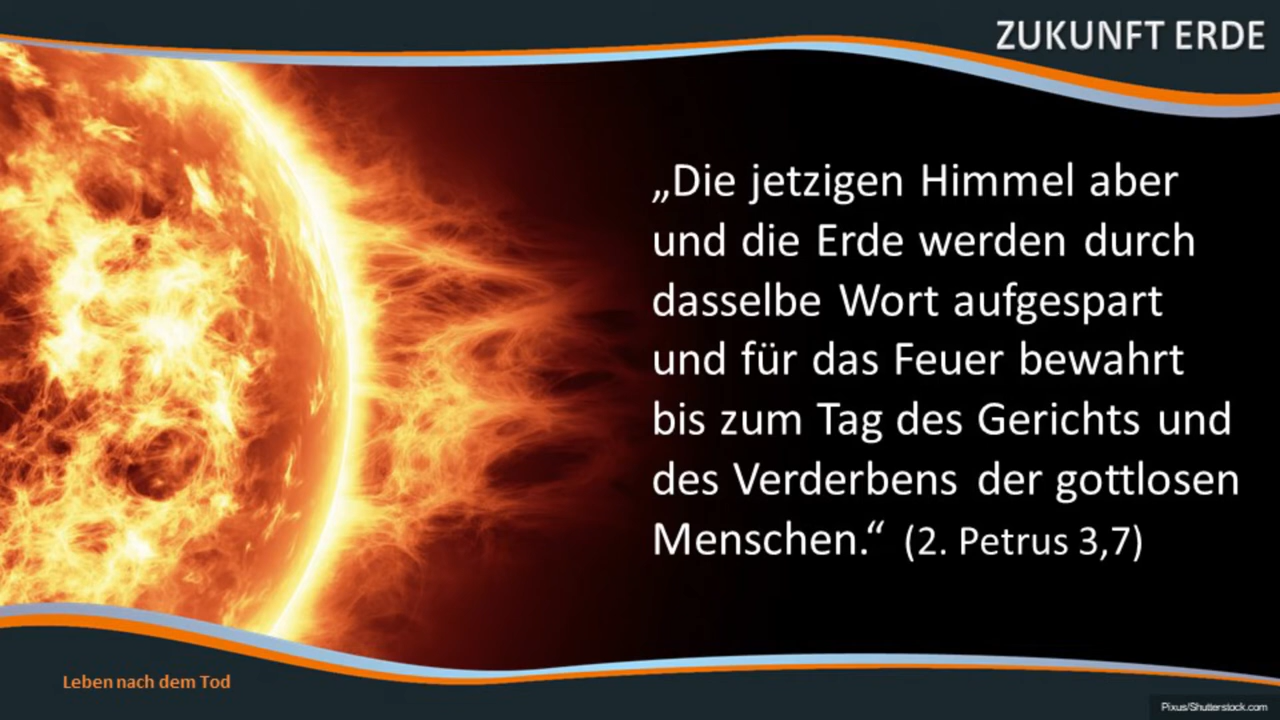 ZUKUNFT ERDE
„Die jetzigen Himmel aber
und die Erde werden durch
dasselbe Wort aufgespart
und für das Feuer bewahrt
bis zum Tag des Gerichts und
des Verderbens der gottlosen
Menschen.“ (2. Petrus 3,7)
Leben nach dem Tod
Pixus/Shutterstock.com